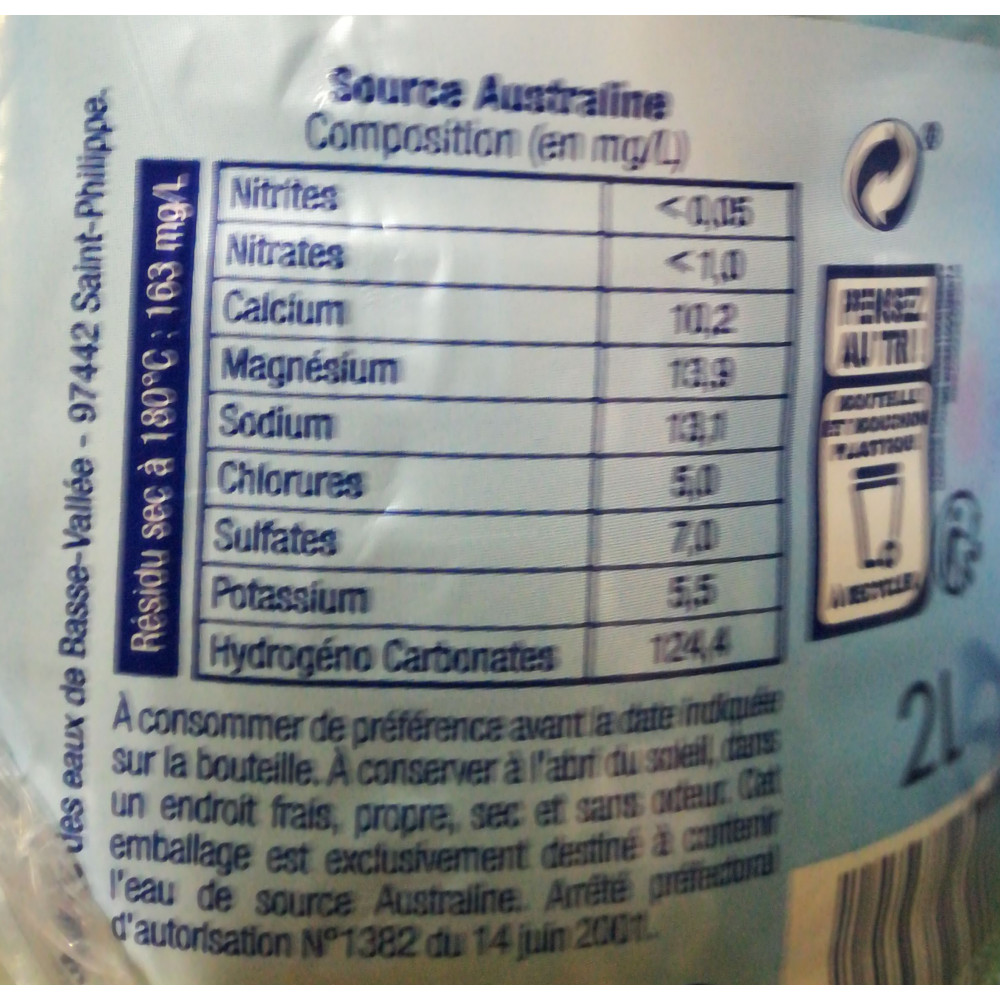 Source Australine
Composition (en mg/L)
Nitrites <0,05
Nitrates <1,0
Calcium 10,2
Magnésium 13,9
Sodium 13,1
Chlorures 5,0
Sulfates 7,0
Potassium 5,5
Hydrogéno Carbonates 124,4
Résidu sec à 180°C : 163 mg/L
des eaux de Basse-Vallée - 97442 Saint-Philippe.
À consommer de préférence avant la date indiquée
sur la bouteille. À conserver à l'abri du soleil, dans
un endroit frais, propre, sec et sans odeur. Cet
emballage est exclusivement destiné à contenir
l'eau de source Australine. Arrêté préfectoral
d'autorisation N°1382 du 14 juin 2001.
PENSEZ
AU TRI !
BOUTEILLE
ET BOUCHON
PLASTIQUE
À RECYCLER
2L